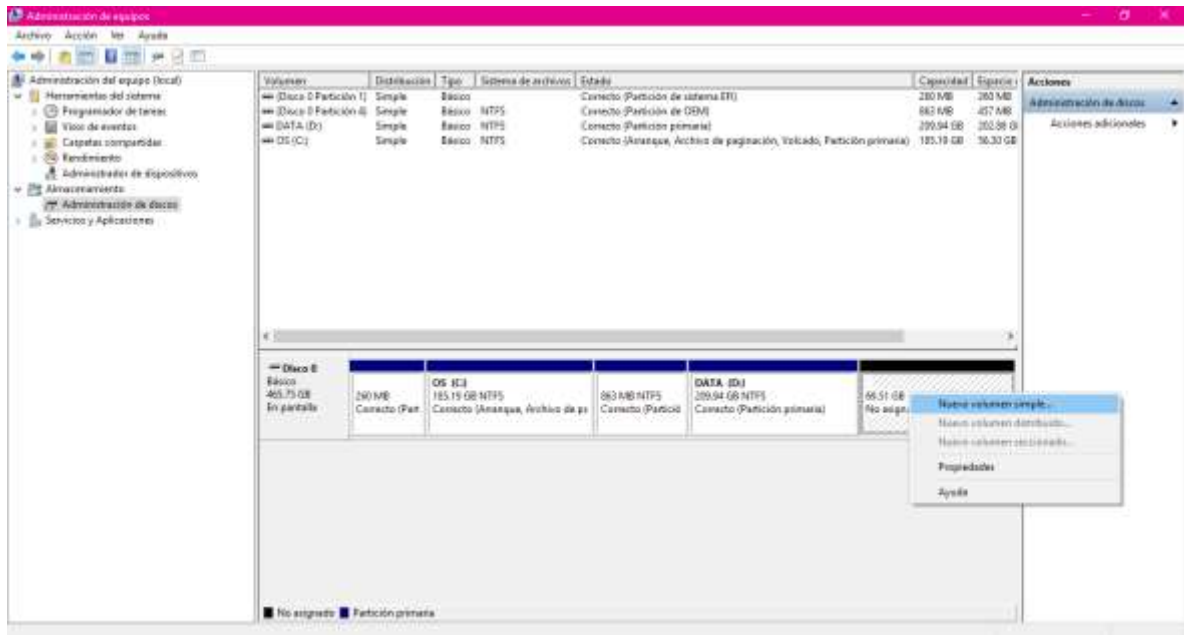 Administración de equipos
Archivo Acción Ver Ayuda
Administración del equipo (local)
Herramientas del sistema
Programador de tareas
Visor de eventos
Carpetas compartidas
Rendimiento
Administrador de dispositivos
Almacenamiento
Administración de discos
Servicios y Aplicaciones
Volumen Distribución Tipo Sistema de archivos Estado Capacidad Espacio
(Disco 0 Partición 1) Simple Básico Correcto (Partición de sistema EFI) 260 MB 260 MB
(Disco 0 Partición 4) Simple Básico NTFS Correcto (Partición de OEM) 863 MB 457 MB
DATA (D:) Simple Básico NTFS Correcto (Partición primaria) 209.94 GB
OS (C:) Simple Básico NTFS Correcto (Arranque, Archivo de paginación, Volcado, Partición primaria) 185.19 GB 56.30 GB
Acciones
Administración de discos
Acciones adicionales
Disco 0
Básico
465.75 GB
En pantalla
260 MB
Correcto (Part
OS (C:)
185.19 GB NTFS
Correcto (Arranque, Archivo de pa
863 MB NTFS
Correcto (Partició
DATA (D:)
209.94 GB NTFS
Correcto (Partición primaria)
69.51 GB
No asign
Nuevo volumen simple...
Nuevo volumen distribuido...
Nuevo volumen seccionado...
Propiedades
Ayuda
No asignado Partición primaria